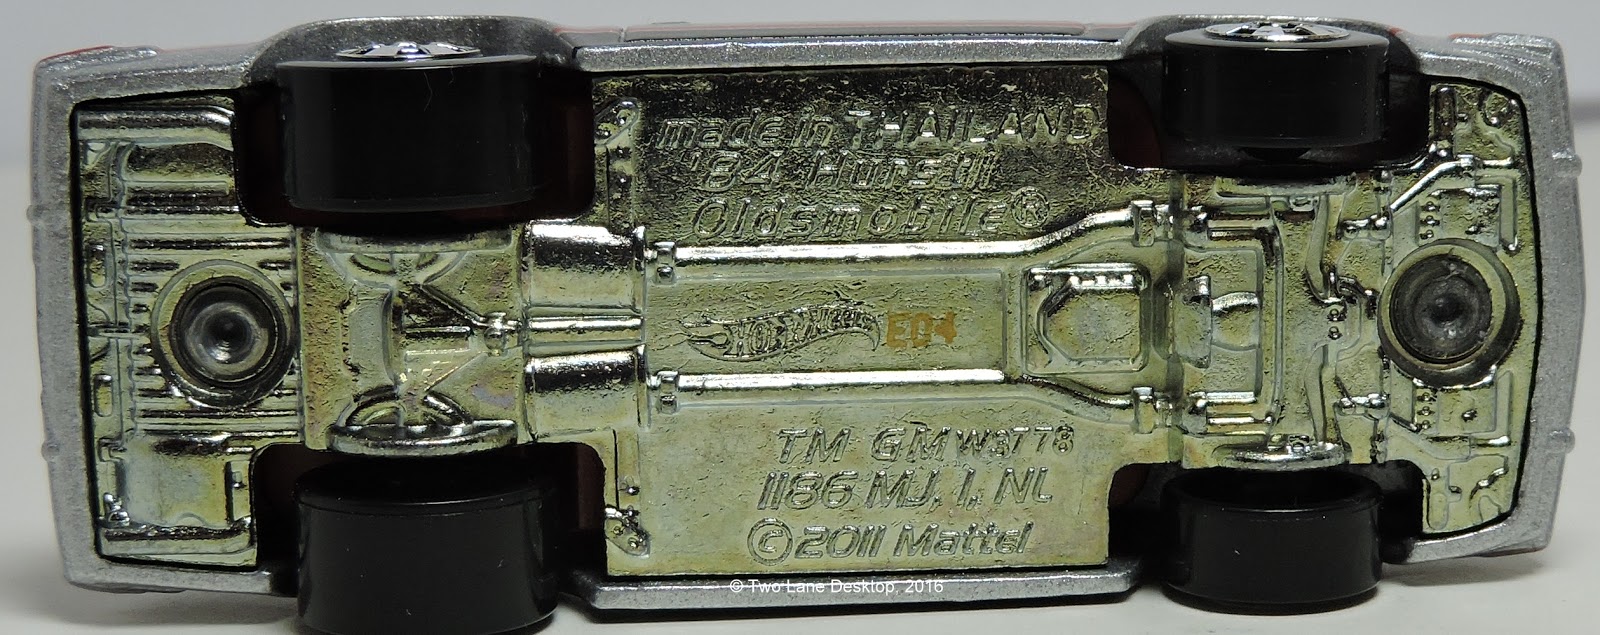 made in THAILAND
'84 Hurst/
Oldsmobile®
HOT WHEELS E04
TM GM W3778
1186 MJ, 1, NL
©2011 Mattel
© Two Lane Desktop, 2016